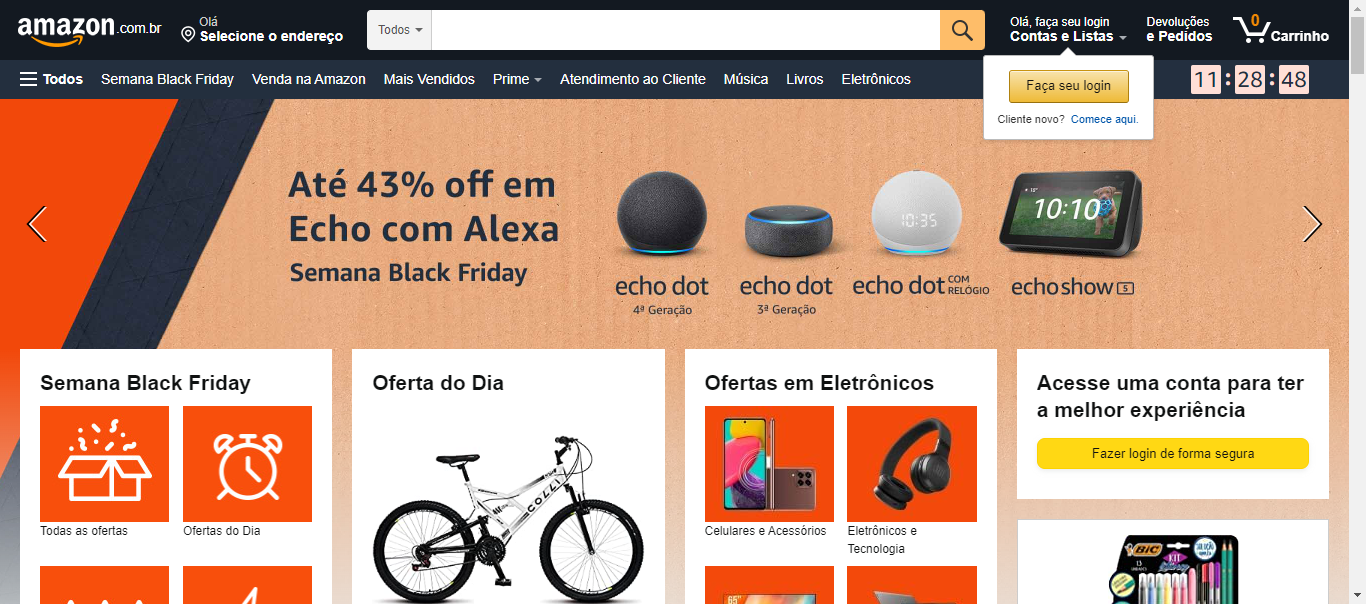 amazon.com.br
Olá
Selecione o endereço
Todos
Olá, faça seu login
Contas e Listas
Devoluções
e Pedidos
0
Carrinho
Todos
Semana Black Friday
Venda na Amazon
Mais Vendidos
Prime
Atendimento ao Cliente
Música
Livros
Eletrônicos
11 : 28 : 48
Faça seu login
Cliente novo? Comece aqui.
Até 43% off em
Echo com Alexa
Semana Black Friday
10:35
10:10
echo dot
4ª Geração
echo dot
3ª Geração
echo dot COM
RELÓGIO
echo show 5
Semana Black Friday
Todas as ofertas
Ofertas do Dia
Oferta do Dia
COLLI
Ofertas em Eletrônicos
Celulares e Acessórios
Eletrônicos e
Tecnologia
65"
Acesse uma conta para ter
a melhor experiência
Fazer login de forma segura
BIC
KIT
13